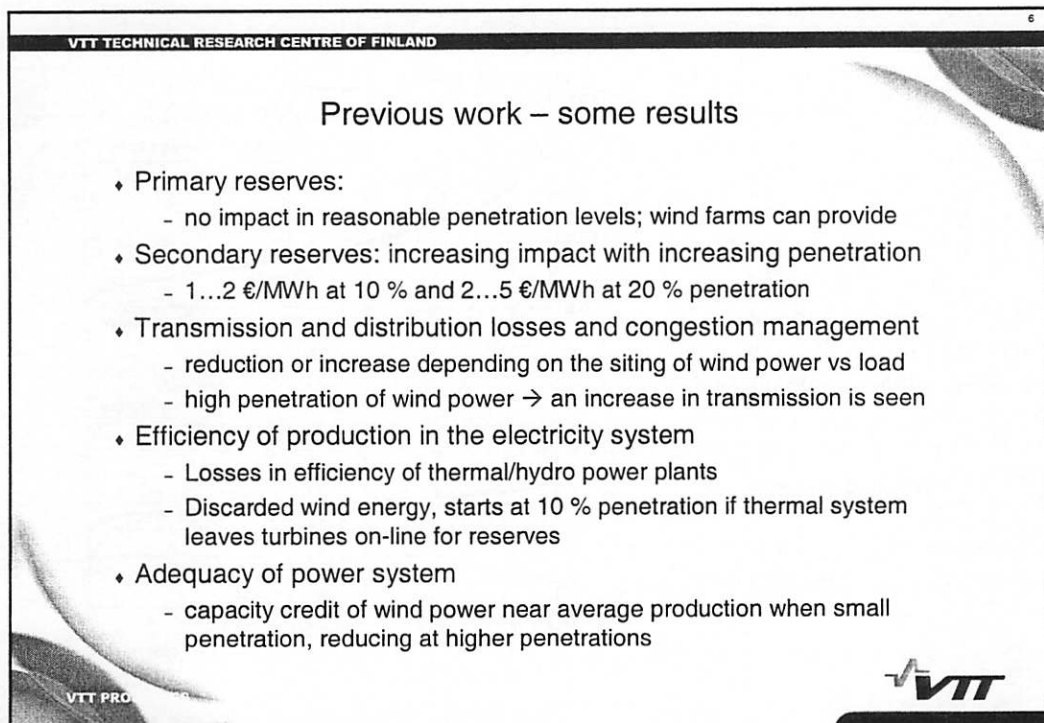 6
VTT TECHNICAL RESEARCH CENTRE OF FINLAND
Previous work – some results
⬧ Primary reserves:
- no impact in reasonable penetration levels; wind farms can provide
⬧ Secondary reserves: increasing impact with increasing penetration
- 1...2 €/MWh at 10 % and 2...5 €/MWh at 20 % penetration
⬧ Transmission and distribution losses and congestion management
- reduction or increase depending on the siting of wind power vs load
- high penetration of wind power → an increase in transmission is seen
⬧ Efficiency of production in the electricity system
- Losses in efficiency of thermal/hydro power plants
- Discarded wind energy, starts at 10 % penetration if thermal system
leaves turbines on-line for reserves
⬧ Adequacy of power system
- capacity credit of wind power near average production when small
penetration, reducing at higher penetrations
VTT
VTT